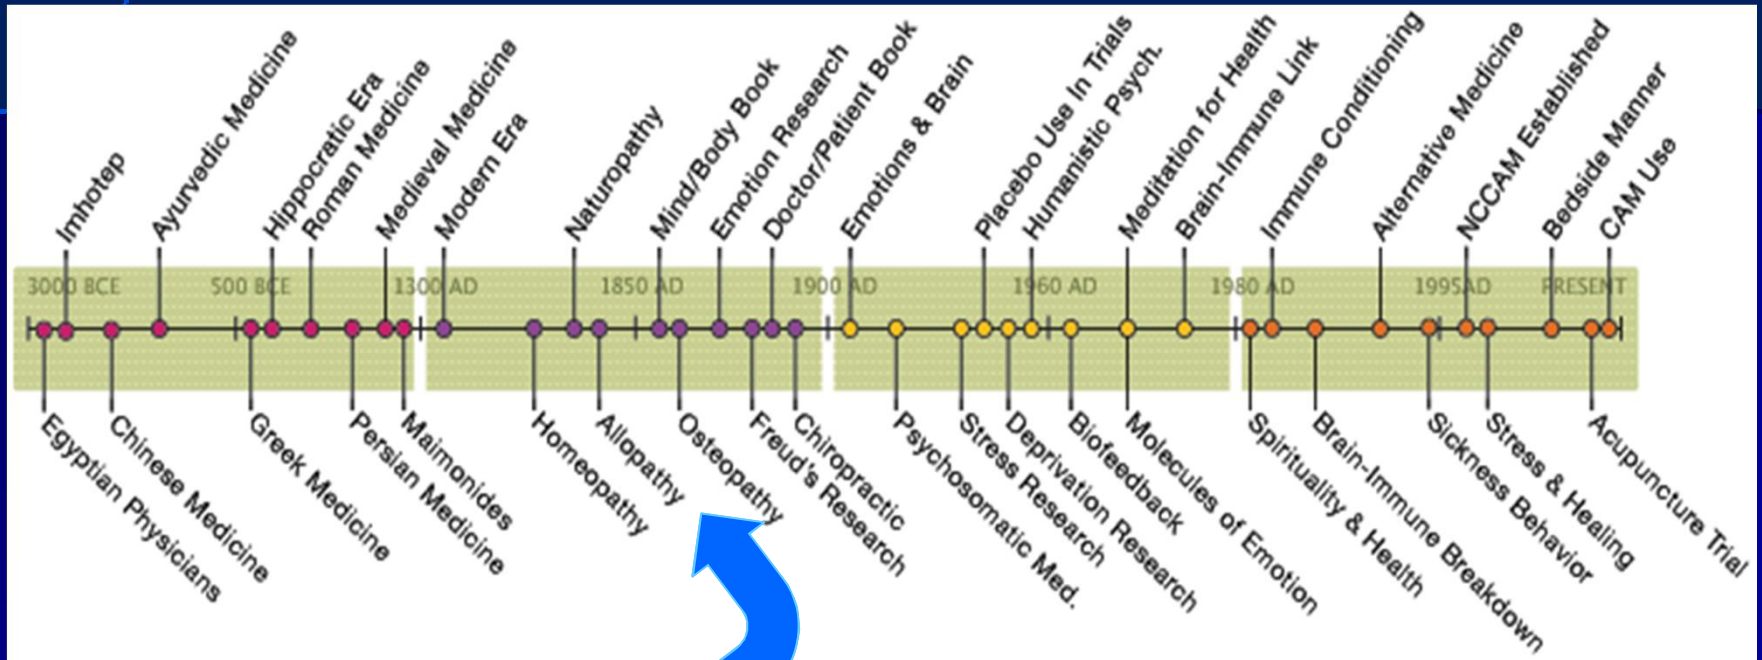 Imhotep
Ayurvedic Medicine
Hippocratic Era
Roman Medicine
Medieval Medicine
Modern Era
Naturopathy
Mind/Body Book
Emotion Research
Doctor/Patient Book
Emotions & Brain
Placebo Use In Trials
Humanistic Psych.
Meditation for Health
Brain-Immune Link
Immune Conditioning
Alternative Medicine
NCCAM Established
Bedside Manner
CAM Use
3000 BCE
500 BCE
1300 AD
1850 AD
1900 AD
1960 AD
1980 AD
1995AD
PRESENT
Egyptian Physicians
Chinese Medicine
Greek Medicine
Persian Medicine
Maimonides
Homeopathy
Allopathy
Osteopathy
Freud's Research
Chiropractic
Psychosomatic Med.
Stress Research
Deprivation Research
Biofeedback
Molecules of Emotion
Spirituality & Health
Brain-Immune Breakdown
Sickness Behavior
Stress & Healing
Acupuncture Trial